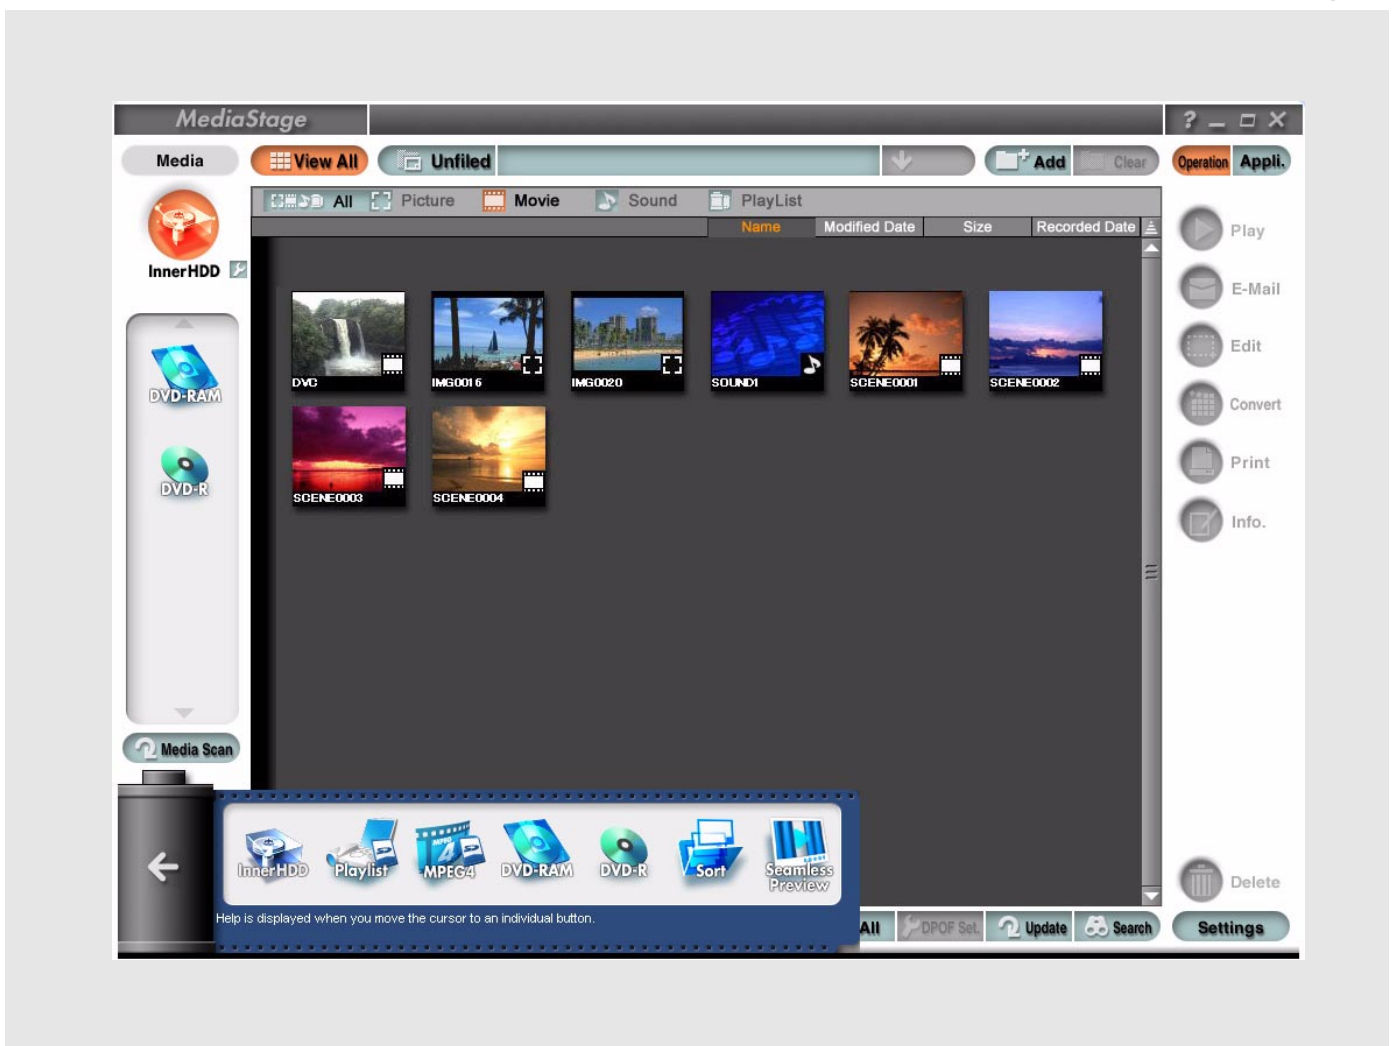 MediaStage
? _ □ X
Media View All Unfiled Add Clear Operation Appli.
All Picture Movie Sound PlayList
Name Modified Date Size Recorded Date
InnerHDD
Play
E-Mail
Edit
Convert
Print
Info.
DVD-RAM
DVD-R
DVC IMG0016 IMG0020 SOUND1 SCENE0001 SCENE0002
SCENE0003 SCENE0004
Media Scan
InnerHDD Playlist MPEG4 DVD-RAM DVD-R Sort Seamless
Preview
MPEG
4
Help is displayed when you move the cursor to an individual button.
Delete
All DPOF Set. Update Search Settings